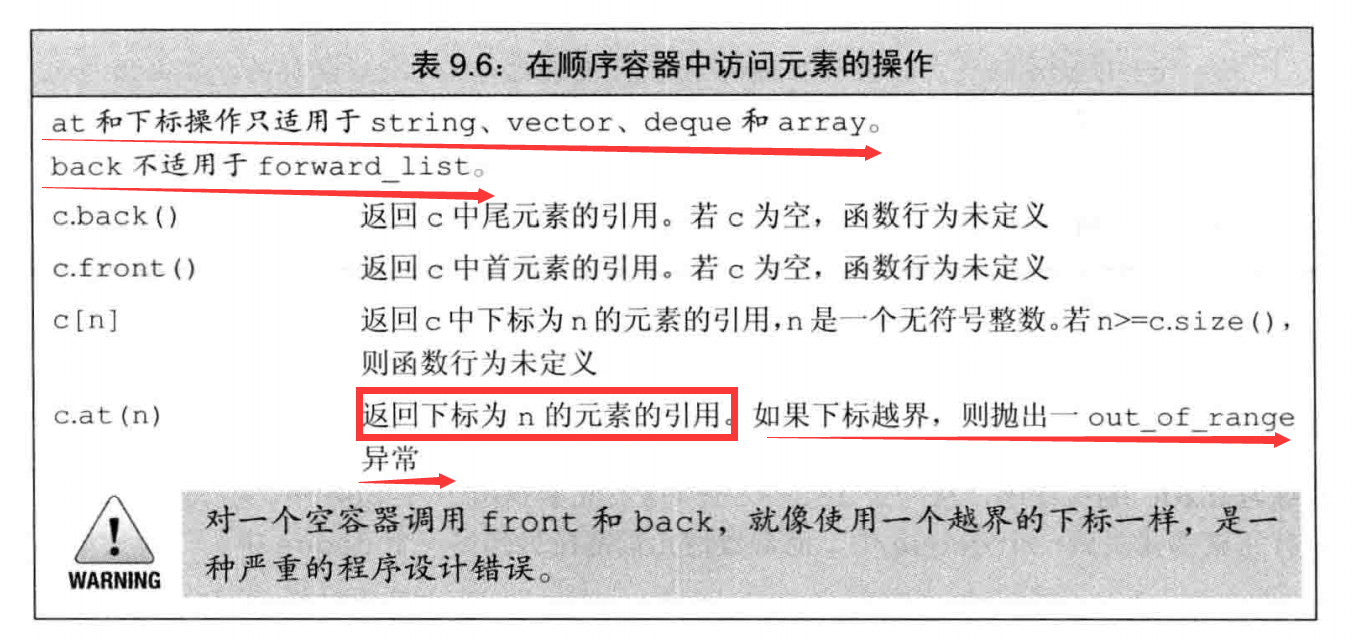 表 9.6：在顺序容器中访问元素的操作
at 和下标操作只适用于 string、vector、deque 和 array。
back 不适用于 forward_list。
c.back() 返回 c 中尾元素的引用。若 c 为空，函数行为未定义
c.front() 返回 c 中首元素的引用。若 c 为空，函数行为未定义
c[n] 返回 c 中下标为 n 的元素的引用，n 是一个无符号整数。若 n>=c.size()，
则函数行为未定义
c.at(n) 返回下标为 n 的元素的引用。如果下标越界，则抛出一 out_of_range
异常
对一个空容器调用 front 和 back，就像使用一个越界的下标一样，是一
种严重的程序设计错误。
! WARNING